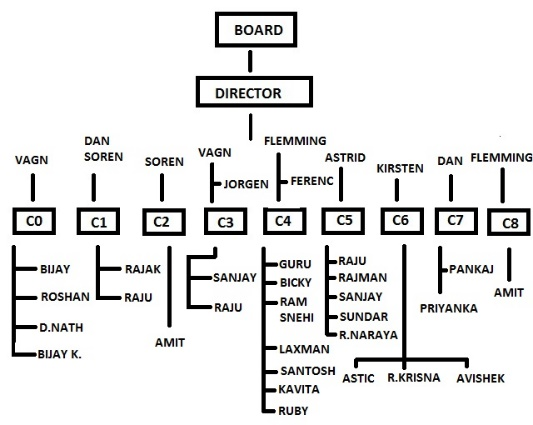 BOARD
DIRECTOR
VAGN
DAN
SOREN
SOREN
VAGN
JORGEN
FLEMMING
FERENC
ASTRID
KIRSTEN
DAN
FLEMMING
C0
C1
C2
C3
C4
C5
C6
C7
C8
BIJAY
ROSHAN
D.NATH
BIJAY K.
RAJAK
RAJU
AMIT
SANJAY
RAJU
GURU
BICKY
RAM
SNEHI
LAXMAN
SANTOSH
KAVITA
RUBY
RAJU
RAJMAN
SANJAY
SUNDAR
R.NARAYA
ASTIC
R.KRISNA
AVISHEK
PANKAJ
PRIYANKA
AMIT